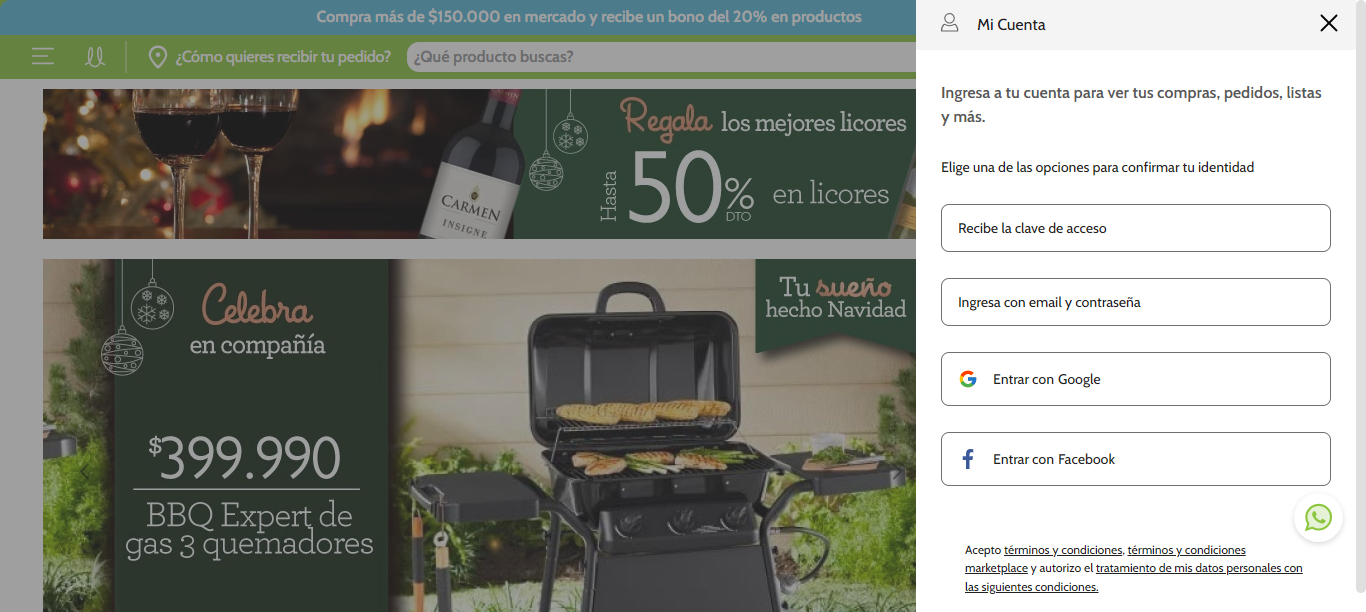 Compra más de $150.000 en mercado y recibe un bono del 20% en productos
¿Cómo quieres recibir tu pedido?
¿Qué producto buscas?
Regala los mejores licores
Hasta 50% DTO en licores
CARMEN
INSIGNE
Celebra
en compañía
$399.990
BBQ Expert de
gas 3 quemadores
Tu sueño
hecho Navidad
Mi Cuenta
Ingresa a tu cuenta para ver tus compras, pedidos, listas
y más.
Elige una de las opciones para confirmar tu identidad
Recibe la clave de acceso
Ingresa con email y contraseña
Entrar con Google
Entrar con Facebook
Acepto términos y condiciones, términos y condiciones
marketplace y autorizo el tratamiento de mis datos personales con
las siguientes condiciones.